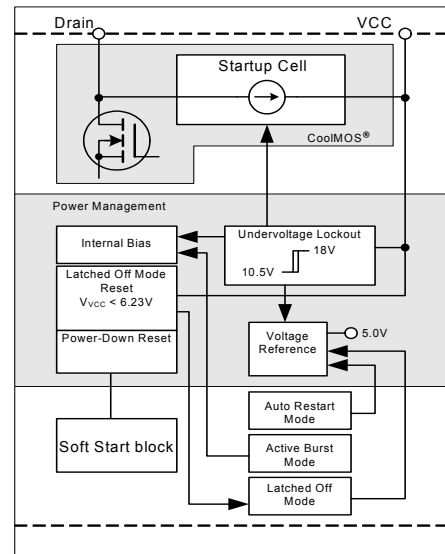 Drain
VCC
Startup Cell
CoolMOS®
Power Management
Internal Bias
Undervoltage Lockout
18V
10.5V
Latched Off Mode
Reset
VVCC < 6.23V
Power-Down Reset
Voltage
Reference
5.0V
Auto Restart
Mode
Soft Start block
Active Burst
Mode
Latched Off
Mode